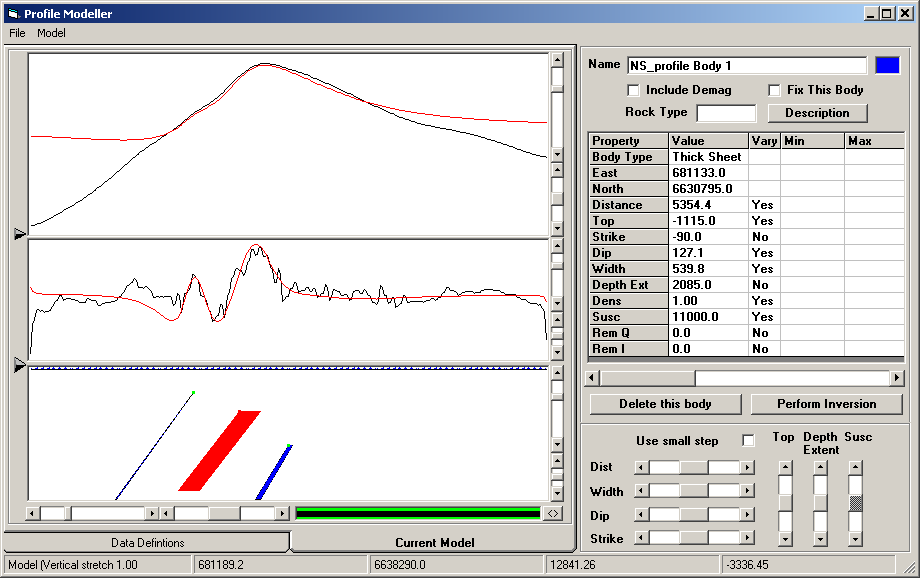 Profile Modeller
File Model
Name NS_profile Body 1
Include Demag Fix This Body
Rock Type Description
Property Value Vary Min Max
Body Type Thick Sheet
East 681133.0
North 6630795.0
Distance 5354.4 Yes
Top -1115.0 Yes
Strike -90.0 No
Dip 127.1 Yes
Width 539.8 Yes
Depth Ext 2085.0 No
Dens 1.00 Yes
Susc 11000.0 Yes
Rem Q 0.0 No
Rem I 0.0 No
Delete this body Perform Inversion
Use small step Top Depth Extent Susc
Dist
Width
Dip
Strike
<>
Data Defintions Current Model
Model (Vertical stretch 1.00 681189.2 6638290.0 12841.26 -3336.45